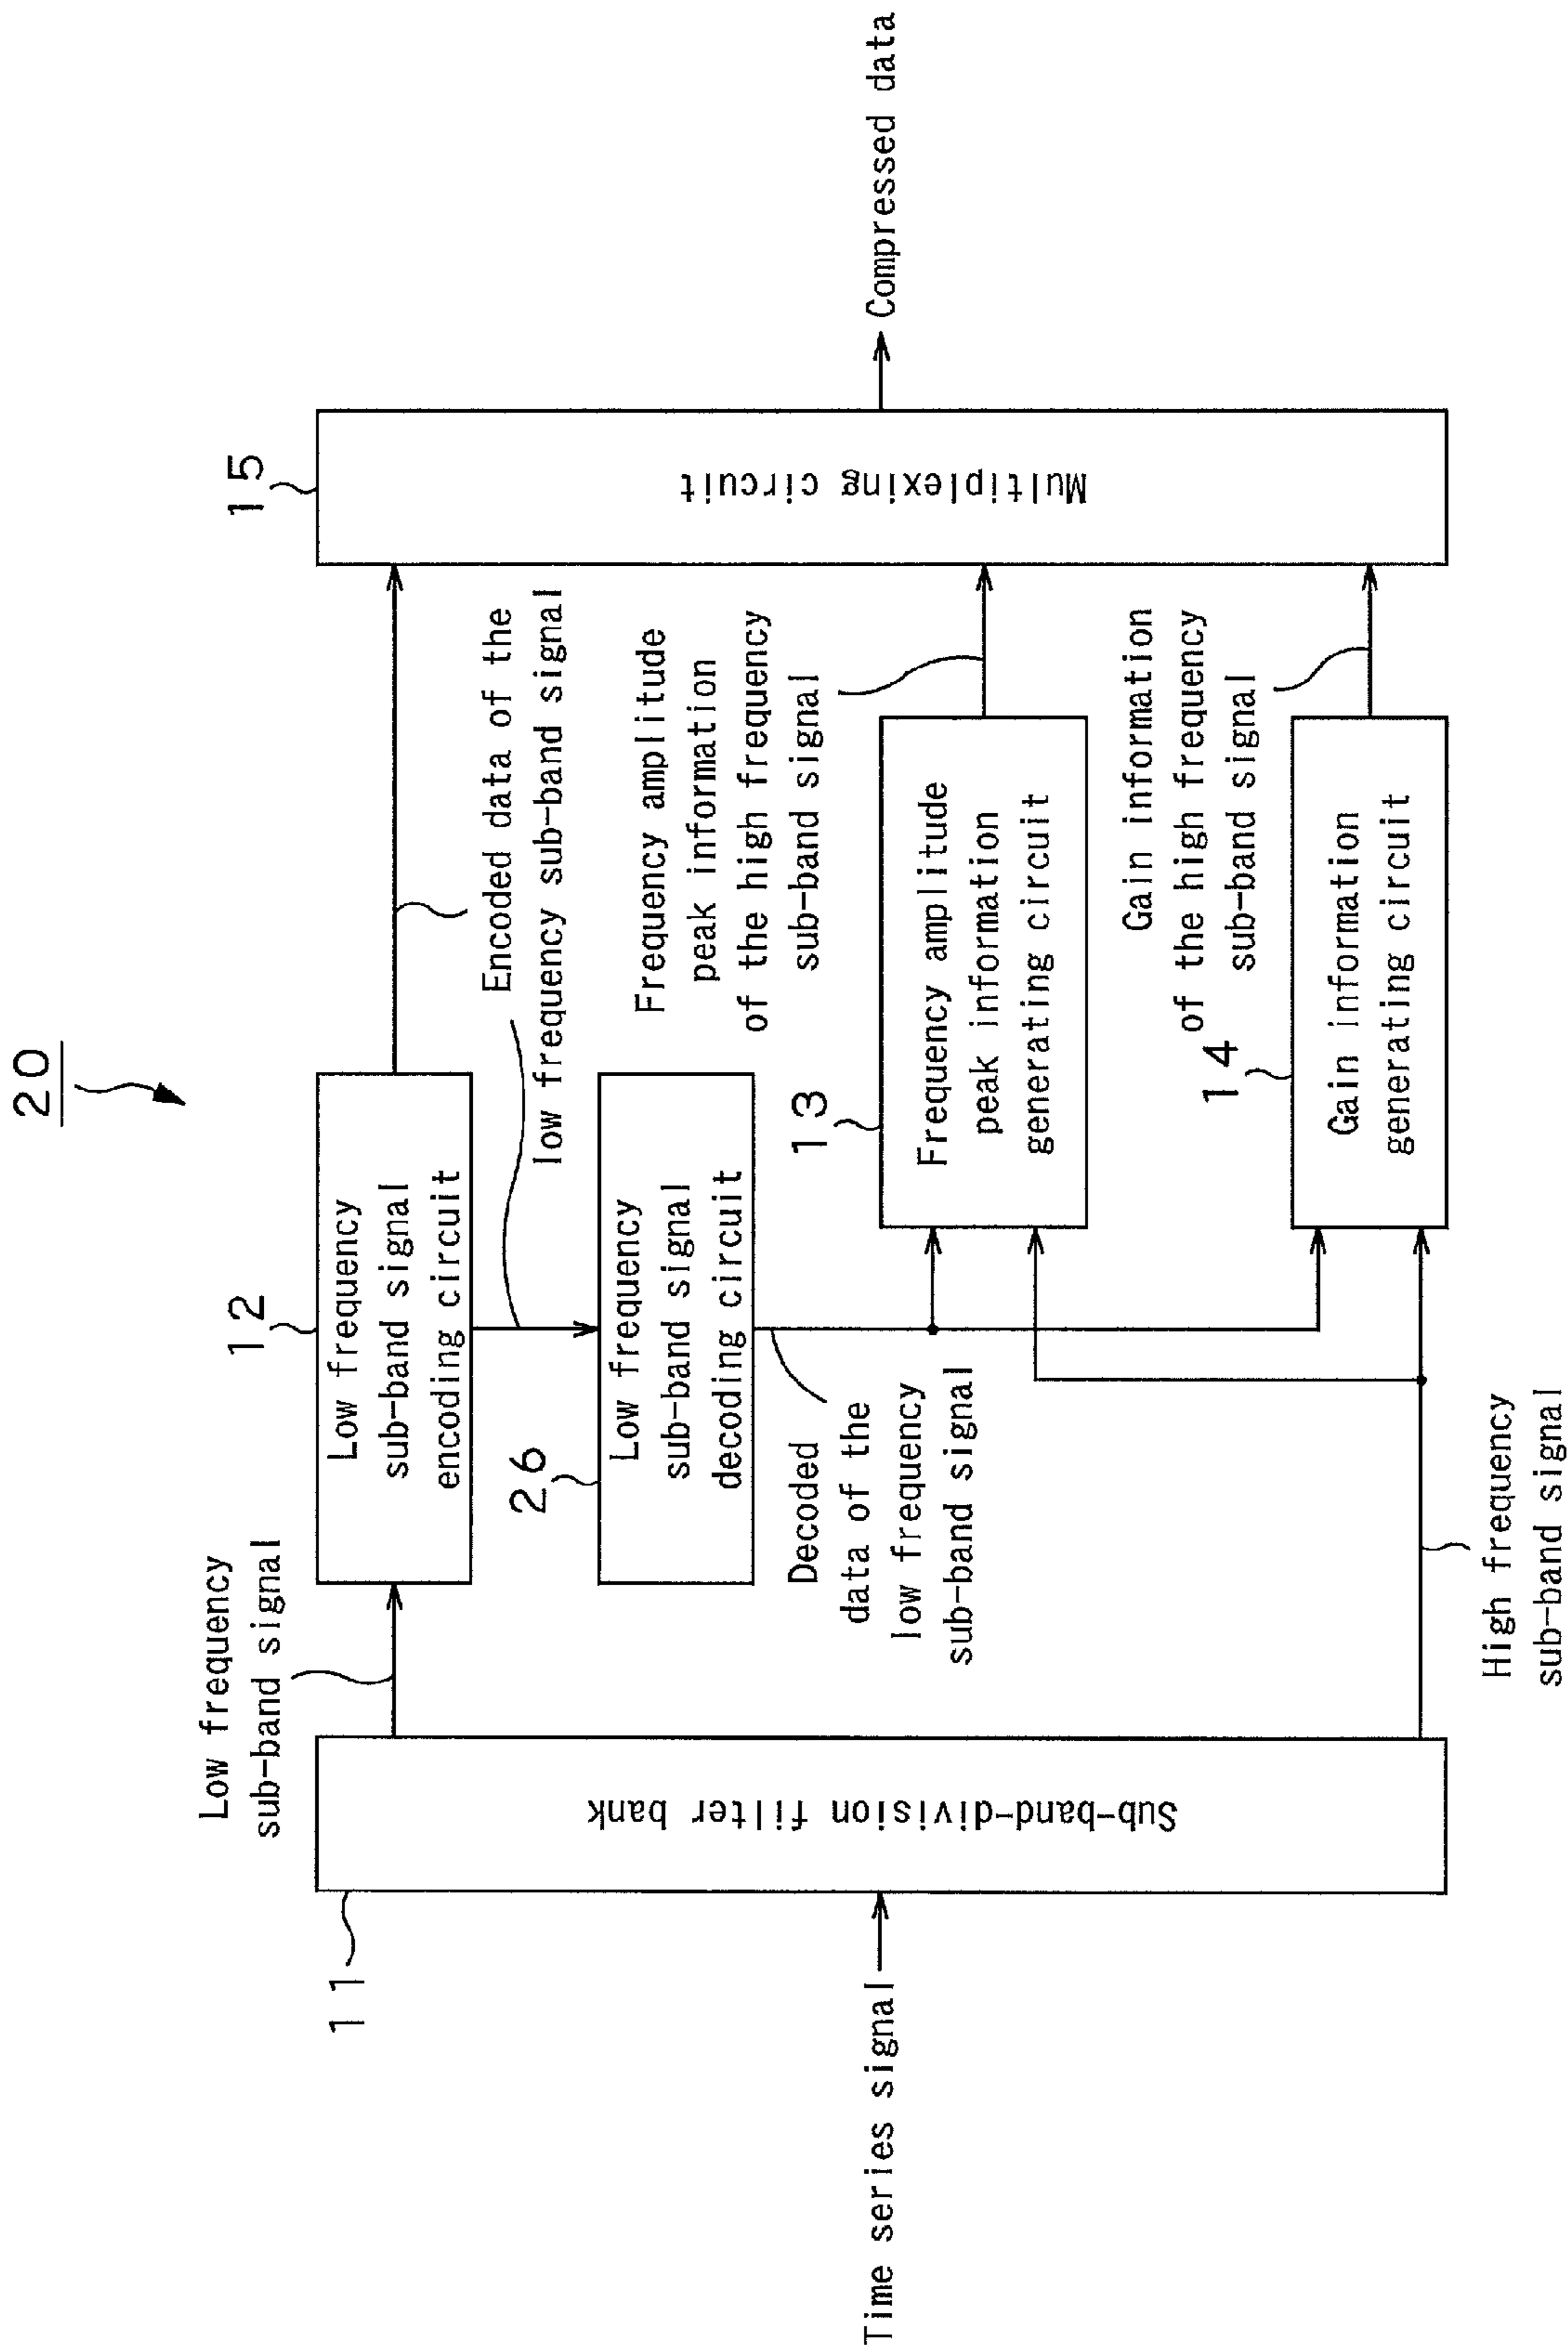 20
Time series signal
11
Sub-band-division filter bank
Low frequency
sub-band signal
12
Low frequency
sub-band signal
encoding circuit
Encoded data of the
low frequency sub-band signal
26
Low frequency
sub-band signal
decoding circuit
Decoded
data of the
low frequency
sub-band signal
High frequency
sub-band signal
13
Frequency amplitude
peak information
generating circuit
Frequency amplitude
peak information
of the high frequency
sub-band signal
14
Gain information
generating circuit
Gain information
of the high frequency
sub-band signal
15
Multiplexing circuit
Compressed data